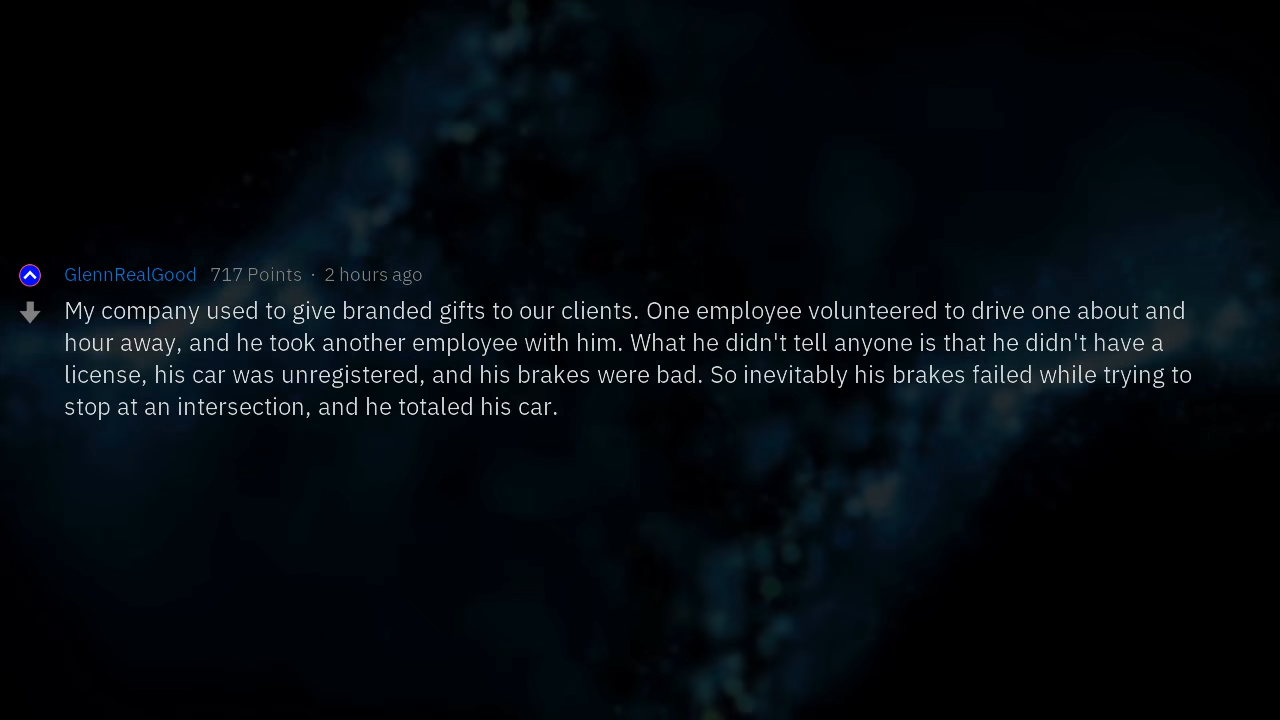 GlennRealGood 717 Points · 2 hours ago
My company used to give branded gifts to our clients. One employee volunteered to drive one about and
hour away, and he took another employee with him. What he didn't tell anyone is that he didn't have a
license, his car was unregistered, and his brakes were bad. So inevitably his brakes failed while trying to
stop at an intersection, and he totaled his car.